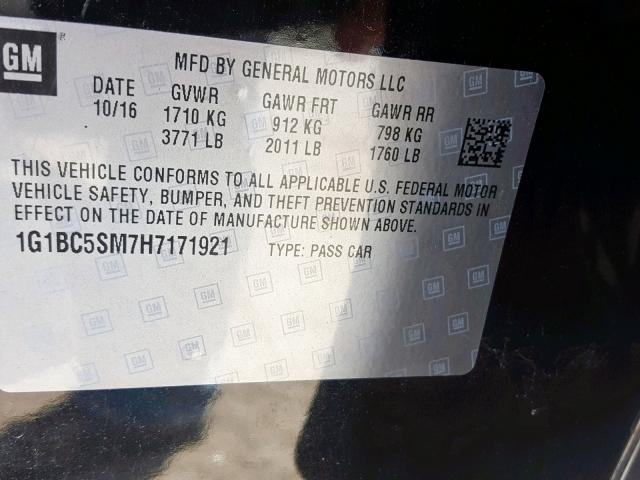 GM
MFD BY GENERAL MOTORS LLC
DATE GVWR GAWR FRT GAWR RR
10/16 1710 KG 912 KG 798 KG
3771 LB 2011 LB 1760 LB
THIS VEHICLE CONFORMS TO ALL APPLICABLE U.S. FEDERAL MOTOR
VEHICLE SAFETY, BUMPER, AND THEFT PREVENTION STANDARDS IN
EFFECT ON THE DATE OF MANUFACTURE SHOWN ABOVE.
1G1BC5SM7H7171921 TYPE: PASS CAR